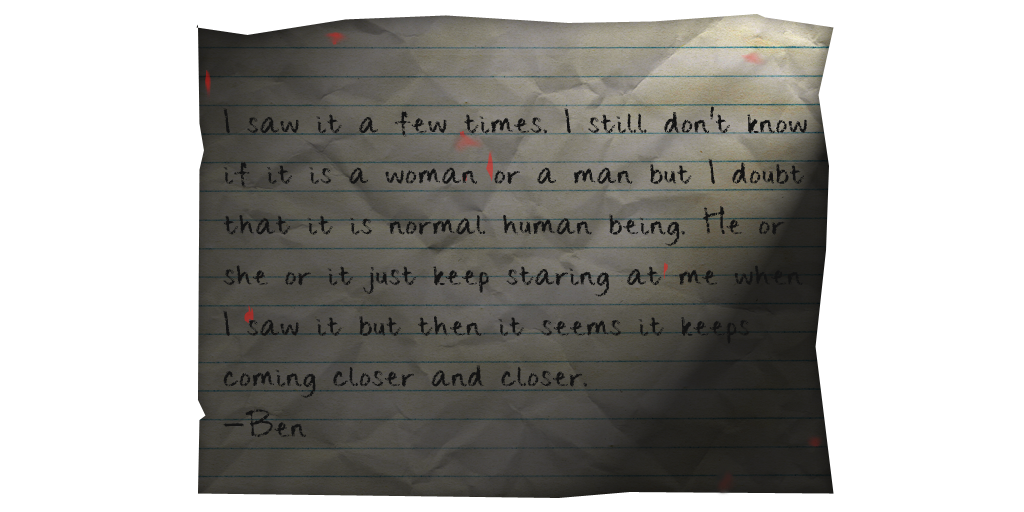 I saw it a few times. I still don't know
if it is a woman or a man but I doubt
that it is normal human being. He or
she or it just keep staring at me when
I saw it but then it seems it keeps
coming closer and closer.
-Ben